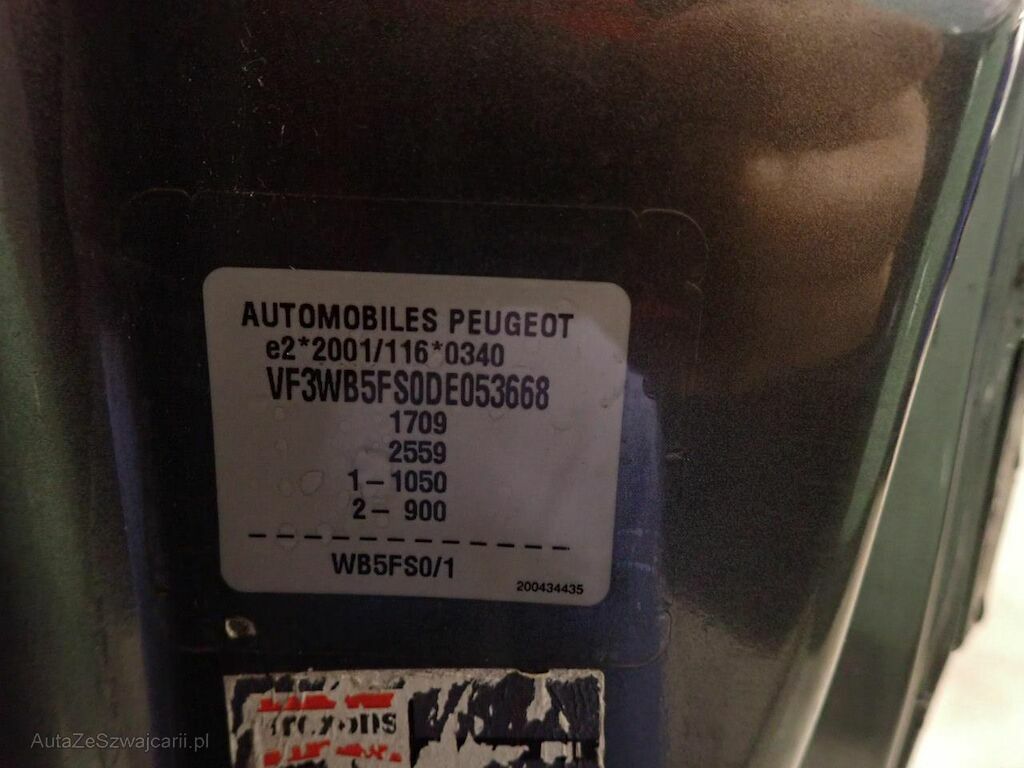 AUTOMOBILES PEUGEOT
e2*2001/116*0340
VF3WB5FS0DE053668
1709
2559
1- 1050
2- 900
WB5FS0/1
200434435
AutaZeSzwajcarii.pl